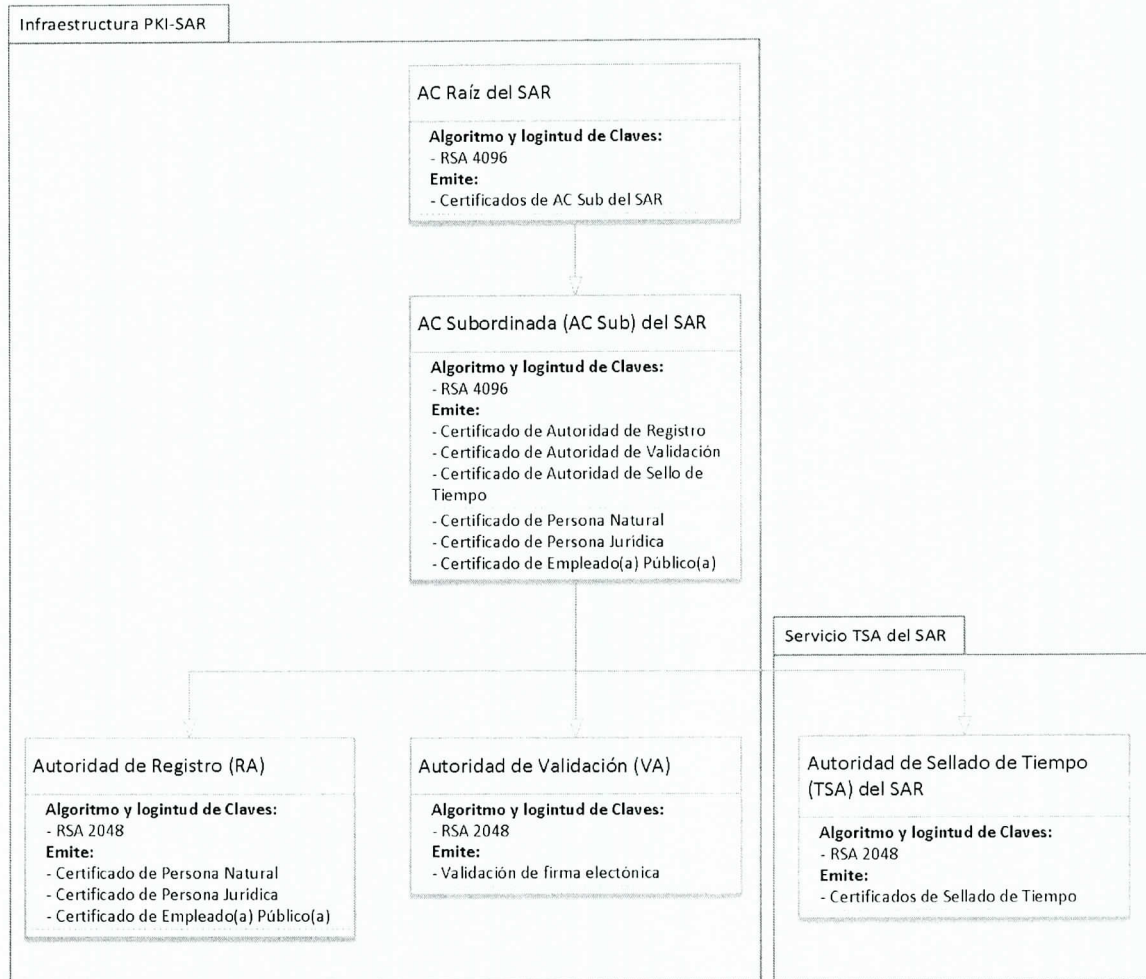 Infraestructura PKI-SAR
AC Raíz del SAR
Algoritmo y logintud de Claves:
- RSA 4096
Emite:
- Certificados de AC Sub del SAR
AC Subordinada (AC Sub) del SAR
Algoritmo y logintud de Claves:
- RSA 4096
Emite:
- Certificado de Autoridad de Registro
- Certificado de Autoridad de Validación
- Certificado de Autoridad de Sello de
Tiempo
- Certificado de Persona Natural
- Certificado de Persona Jurídica
- Certificado de Empleado(a) Público(a)
Servicio TSA del SAR
Autoridad de Registro (RA)
Algoritmo y logintud de Claves:
- RSA 2048
Emite:
- Certificado de Persona Natural
- Certificado de Persona Jurídica
- Certificado de Empleado(a) Público(a)
Autoridad de Validación (VA)
Algoritmo y logintud de Claves:
- RSA 2048
Emite:
- Validación de firma electónica
Autoridad de Sellado de Tiempo
(TSA) del SAR
Algoritmo y logintud de Claves:
- RSA 2048
Emite:
- Certificados de Sellado de Tiempo